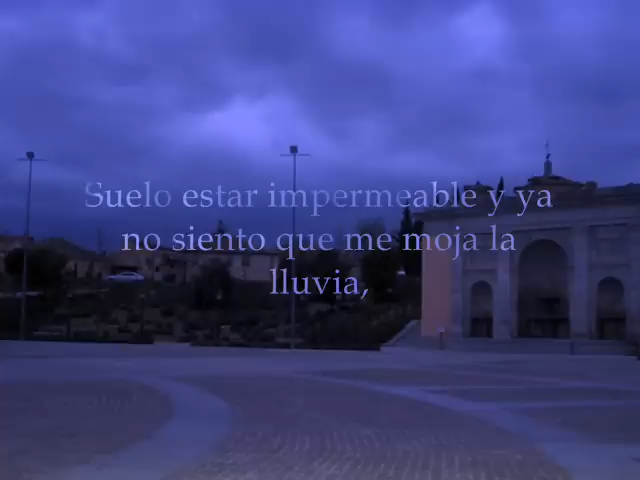 Suelo estar impermeable y ya
no siento que me moja la
lluvia,